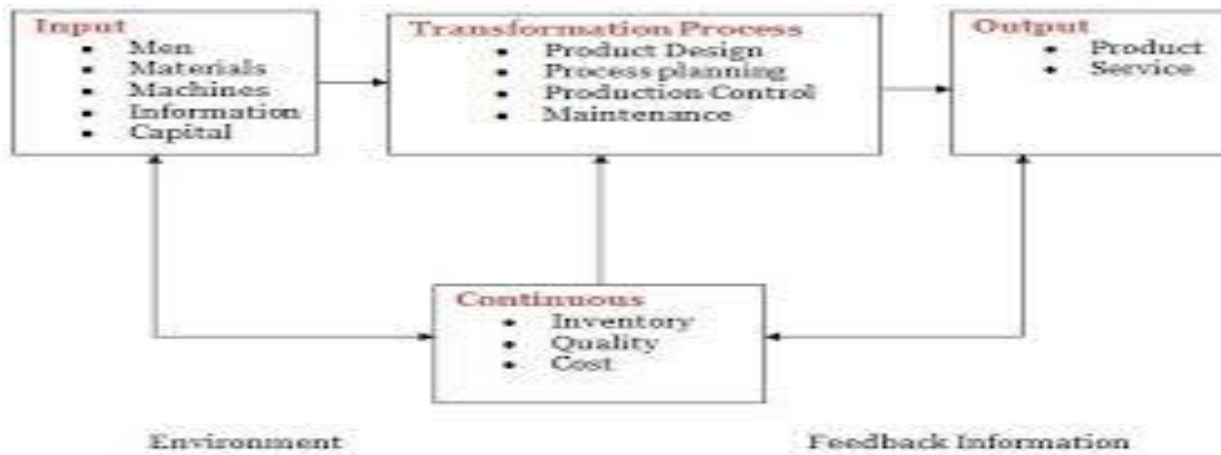 Input
• Men
• Materials
• Machines
• Information
• Capital
Transformation Process
• Product Design
• Process planning
• Production Control
• Maintenance
Output
• Product
• Service
Continuous
• Inventory
• Quality
• Cost
Environment
Feedback Information